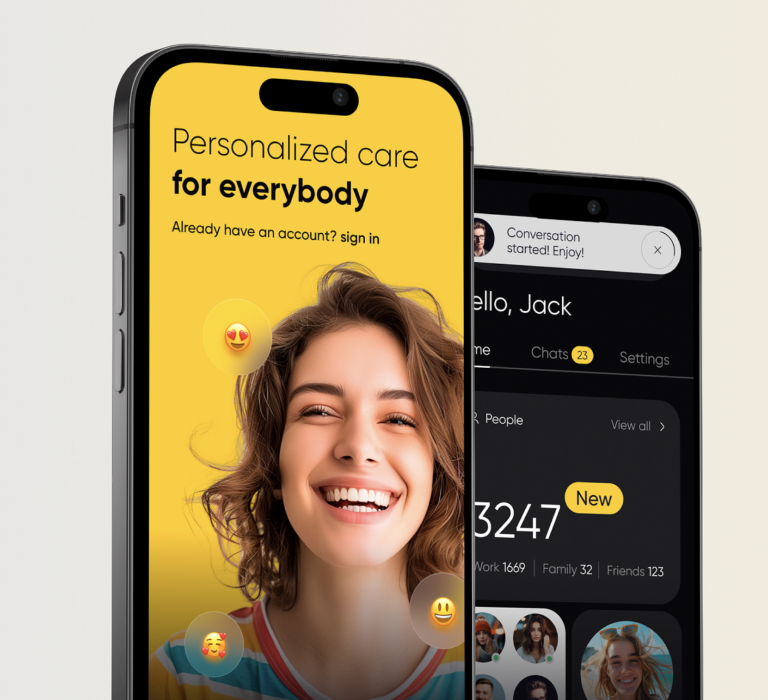 Personalized care
for everybody
Already have an account? sign in
Conversation
started! Enjoy!
ello, Jack
me
Chats 23
Settings
People
View all
3247
New
Work 1669
Family 32
Friends 123